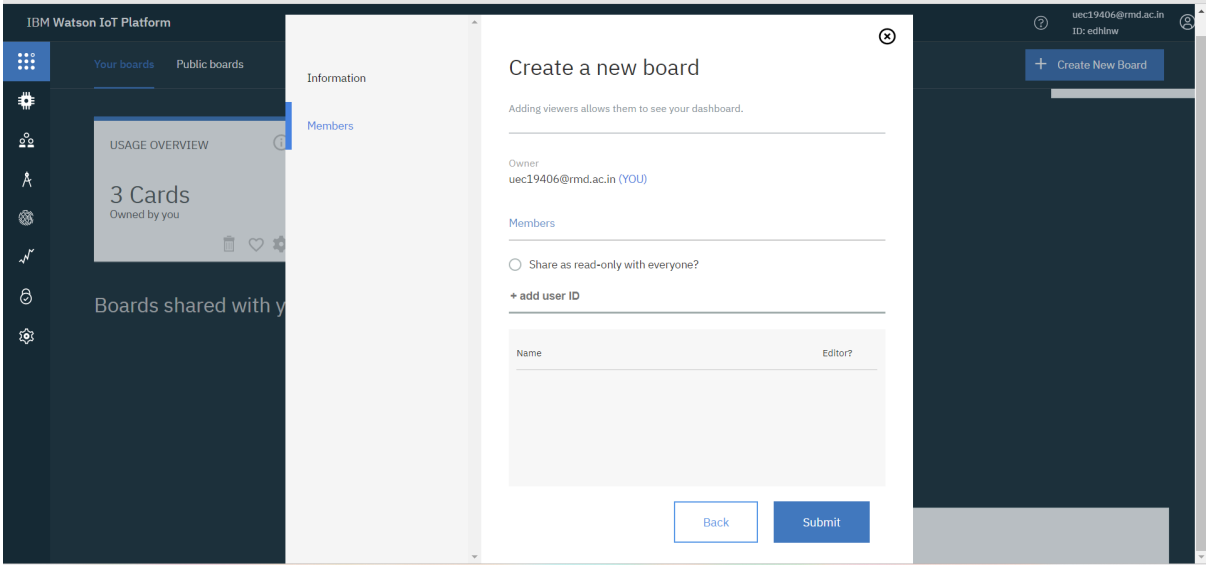 IBM Watson IoT Platform
uec19406@rmd.ac.in
ID: edhlnw
Your boards
Public boards
+ Create New Board
USAGE OVERVIEW
3 Cards
Owned by you
Boards shared with y
Information
Members
Create a new board
Adding viewers allows them to see your dashboard.
Owner
uec19406@rmd.ac.in (YOU)
Members
Share as read-only with everyone?
+ add user ID
Name Editor?
Back
Submit